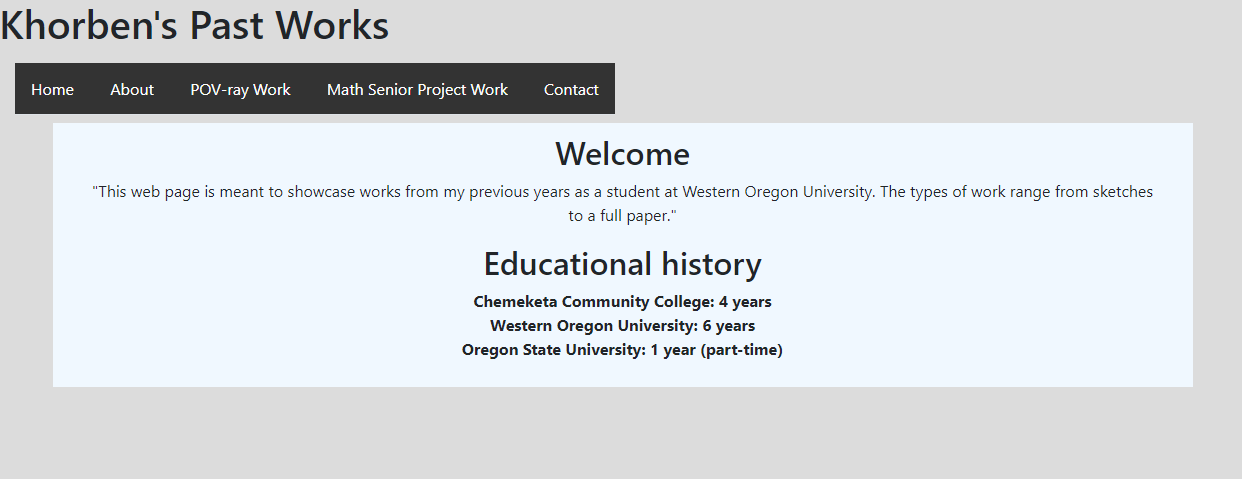 Khorben's Past Works
Home About POV-ray Work Math Senior Project Work Contact
Welcome
"This web page is meant to showcase works from my previous years as a student at Western Oregon University. The types of work range from sketches
to a full paper."
Educational history
Chemeketa Community College: 4 years
Western Oregon University: 6 years
Oregon State University: 1 year (part-time)